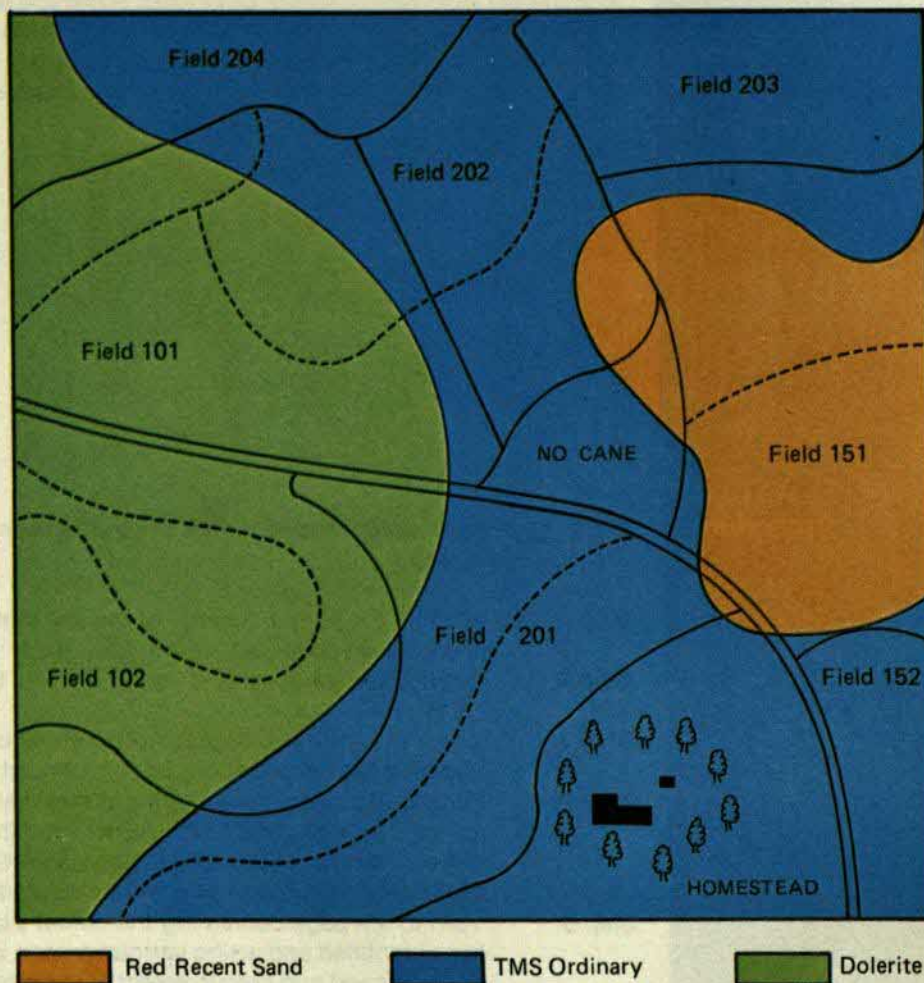 Field 204
Field 203
Field 202
Field 101
NO CANE
Field 151
Field 201
Field 102
Field 152
HOMESTEAD
Red Recent Sand
TMS Ordinary
Dolerite